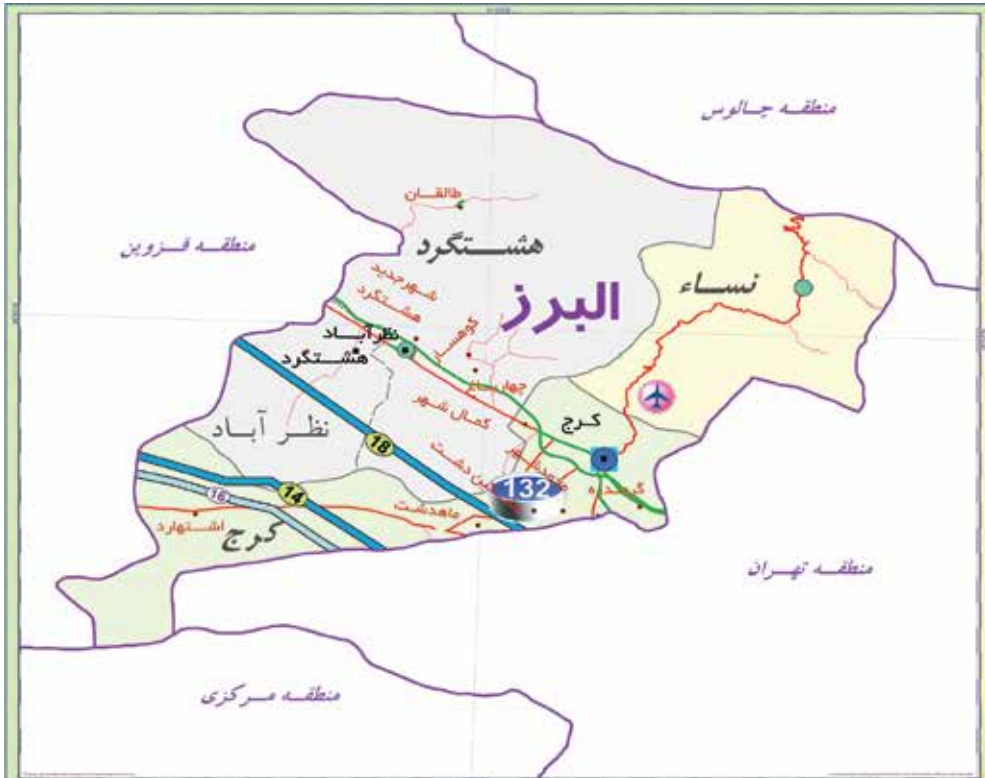 منطقه چالوس
طالقان
هشتگرد
منطقه قزوین
نساء
شهرجدید
هشتگرد
البرز
کوهسار
نظرآباد
هشتگرد
چهارباغ
کمال شهر
کرج
نظر آباد
18
132
14
16
گرمدره
ماهدشت
اشتهارد
کرج
منطقه تهران
منطقه مرکزی